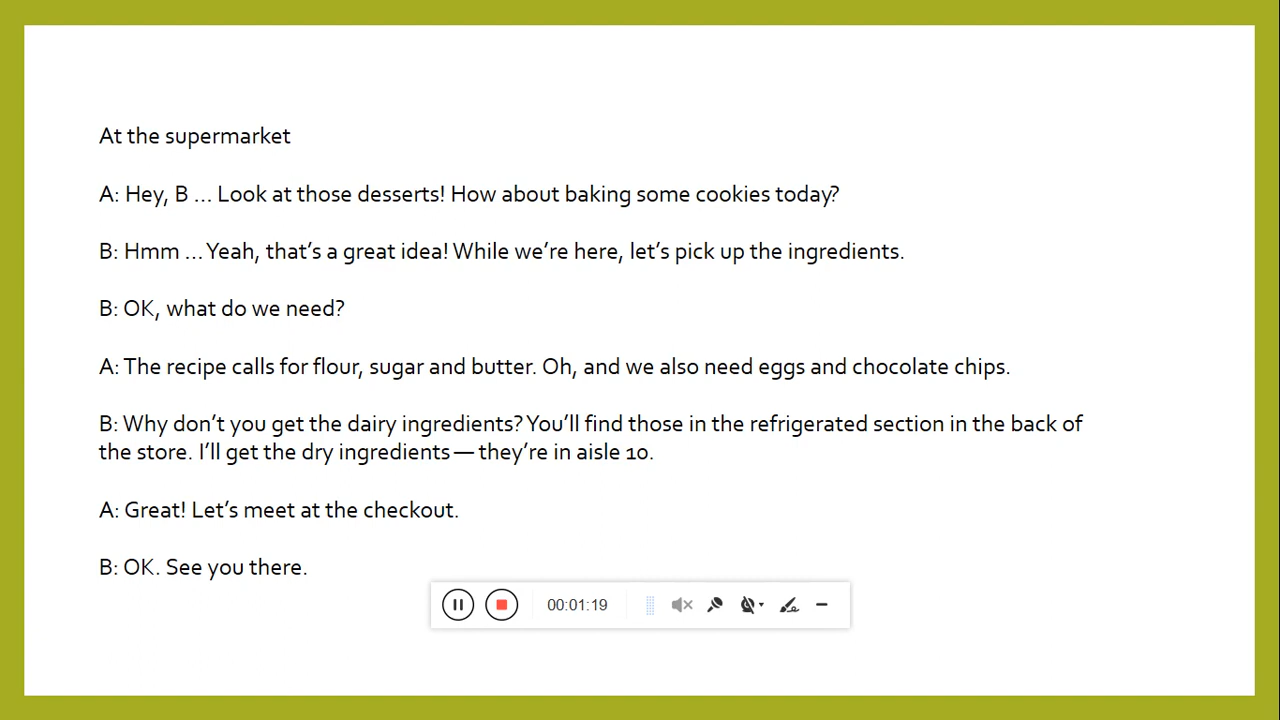 At the supermarket
A: Hey, B ... Look at those desserts! How about baking some cookies today?
B: Hmm ... Yeah, that’s a great idea! While we’re here, let’s pick up the ingredients.
B: OK, what do we need?
A: The recipe calls for flour, sugar and butter. Oh, and we also need eggs and chocolate chips.
B: Why don’t you get the dairy ingredients? You’ll find those in the refrigerated section in the back of
the store. I’ll get the dry ingredients — they’re in aisle 10.
A: Great! Let’s meet at the checkout.
B: OK. See you there.
00:01:19